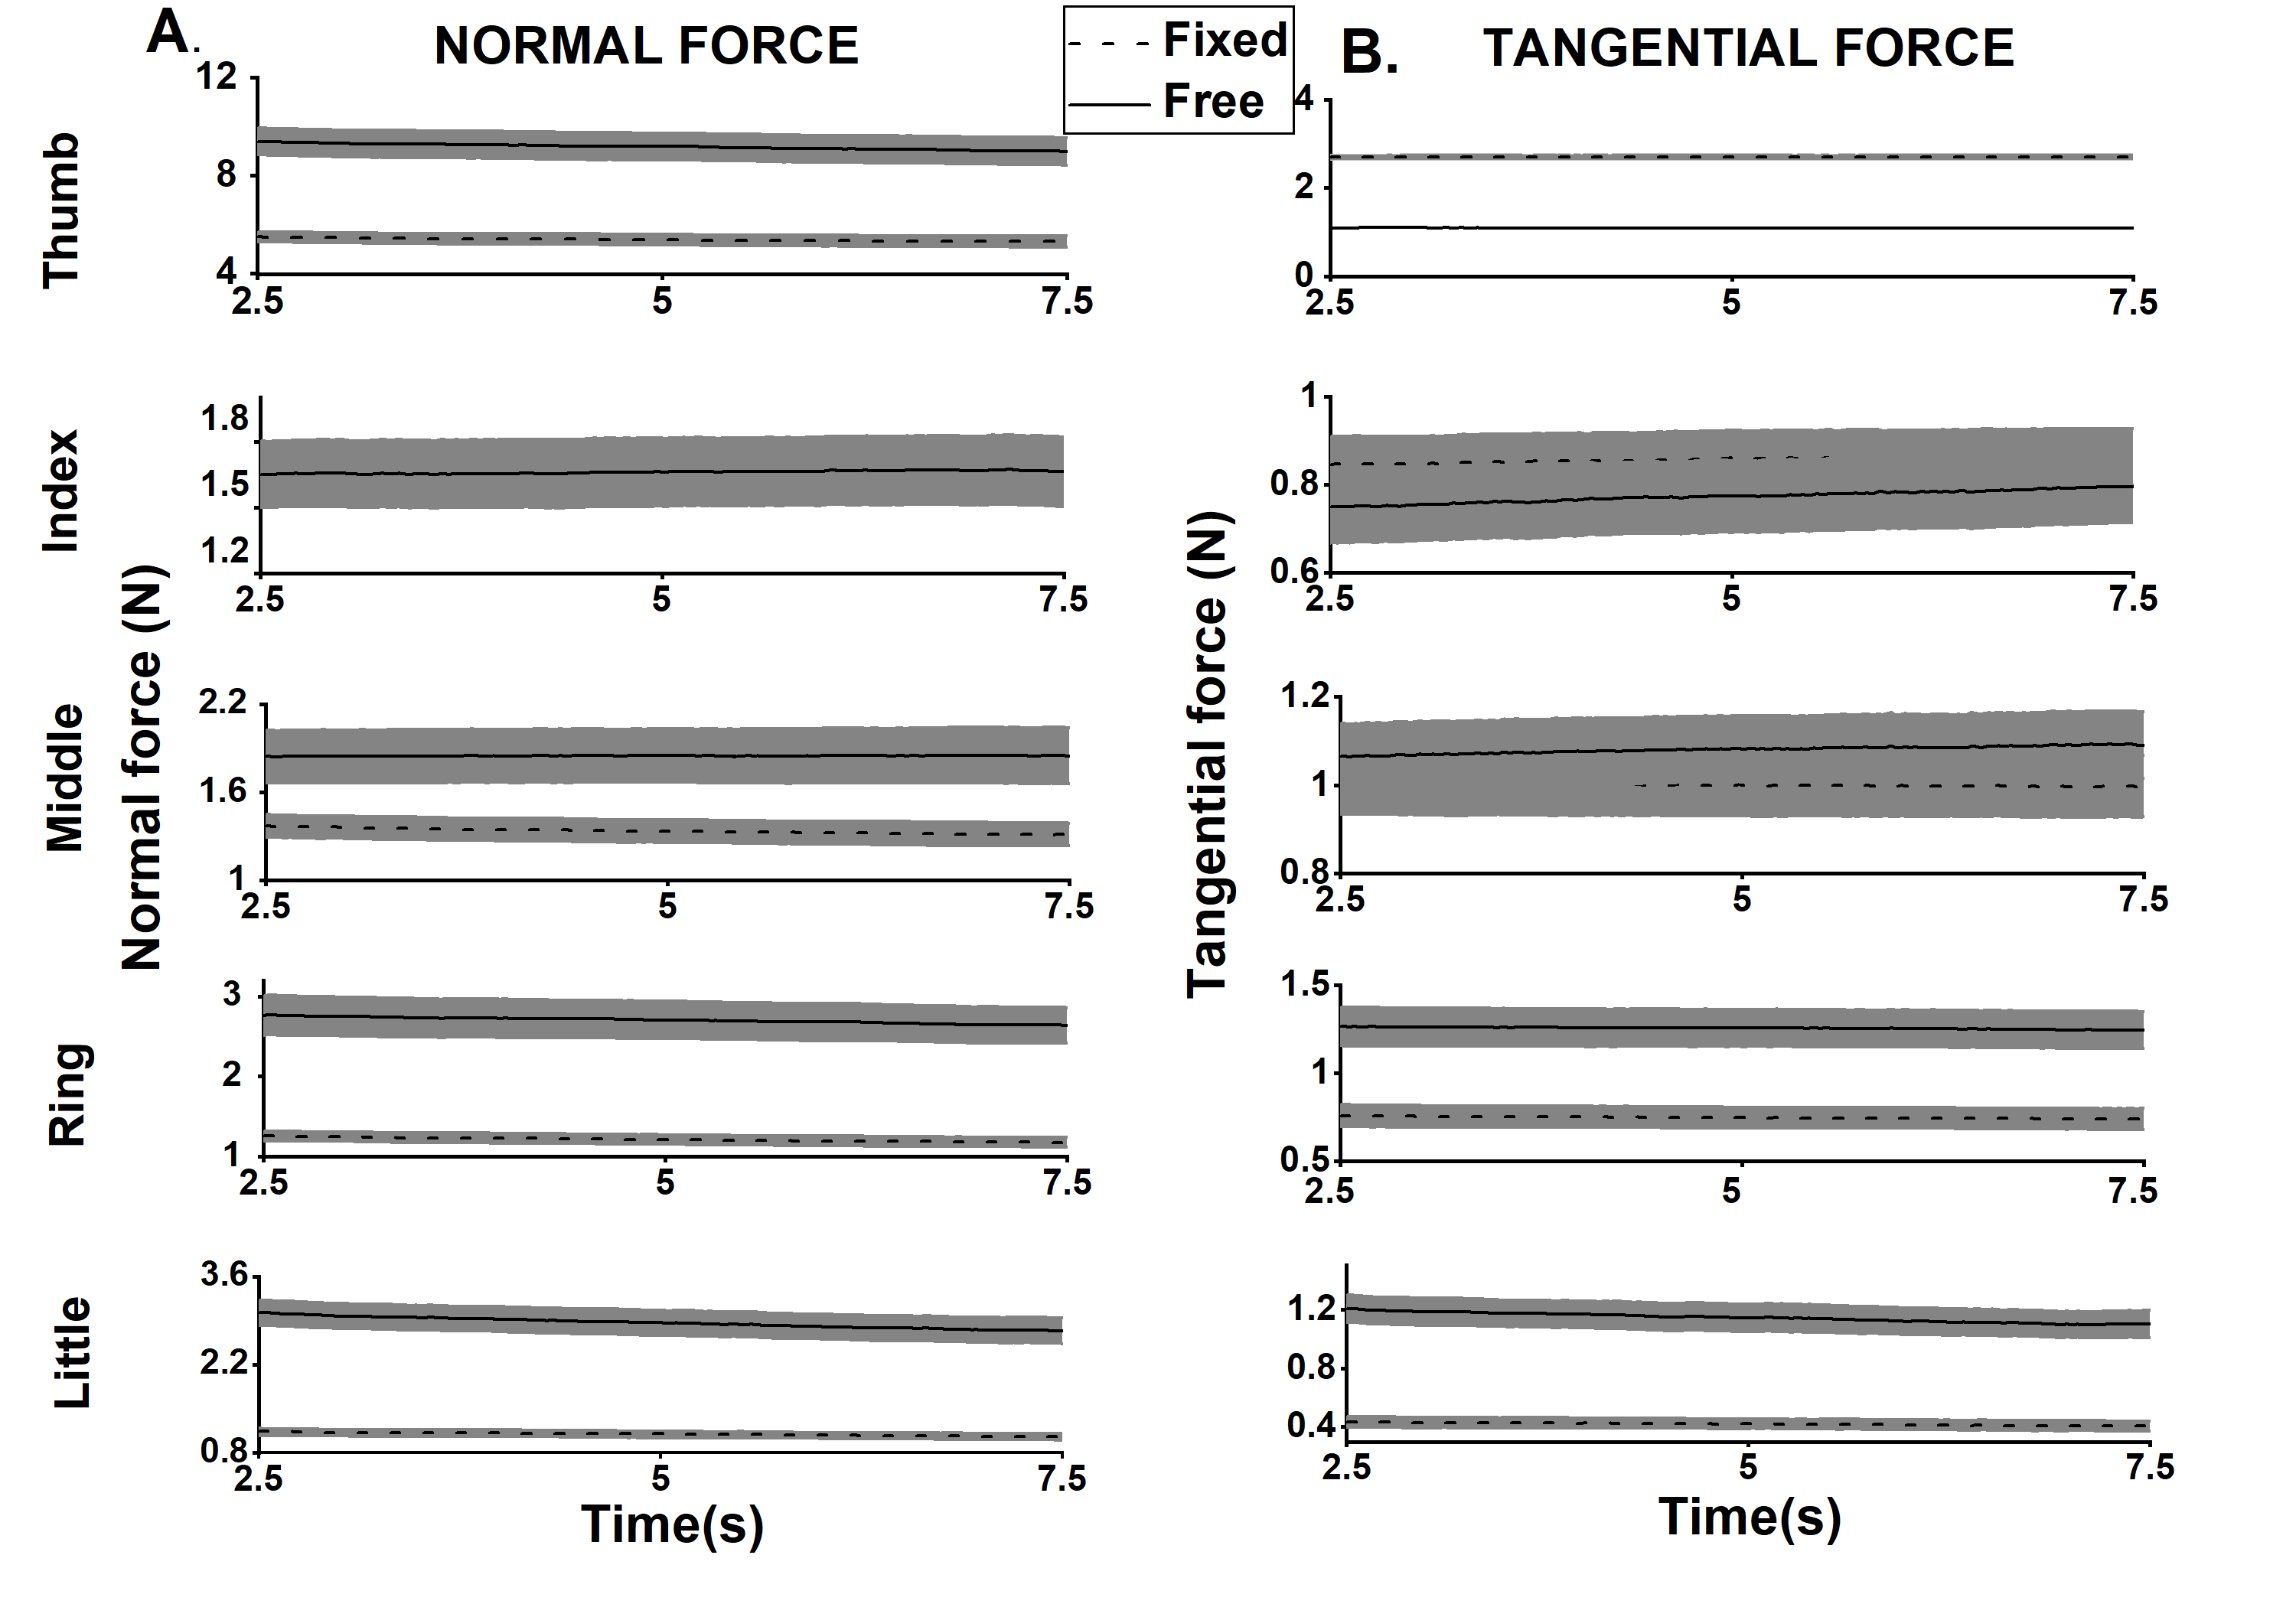 A.
NORMAL FORCE
Fixed
Free
B.
TANGENTIAL FORCE
Thumb
12
8
4
2.5 5 7.5
4
2
0
2.5 5 7.5
Index
1.8
1.5
1.2
2.5 5 7.5
1
0.8
0.6
2.5 5 7.5
Normal force (N)
Tangential force (N)
Middle
2.2
1.6
1
2.5 5 7.5
1.2
1
0.8
2.5 5 7.5
Ring
3
2
1
2.5 5 7.5
1.5
1
0.5
2.5 5 7.5
Little
3.6
2.2
0.8
2.5 5 7.5
Time(s)
1.2
0.8
0.4
2.5 5 7.5
Time(s)